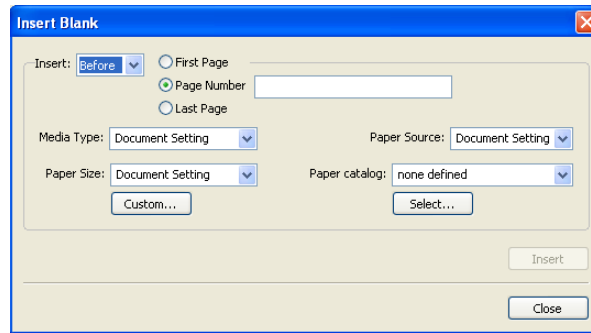 Insert Blank
Insert: Before
First Page
Page Number
Last Page
Media Type: Document Setting Paper Source: Document Setting
Paper Size: Document Setting Paper catalog: none defined
Custom... Select...
Insert
Close